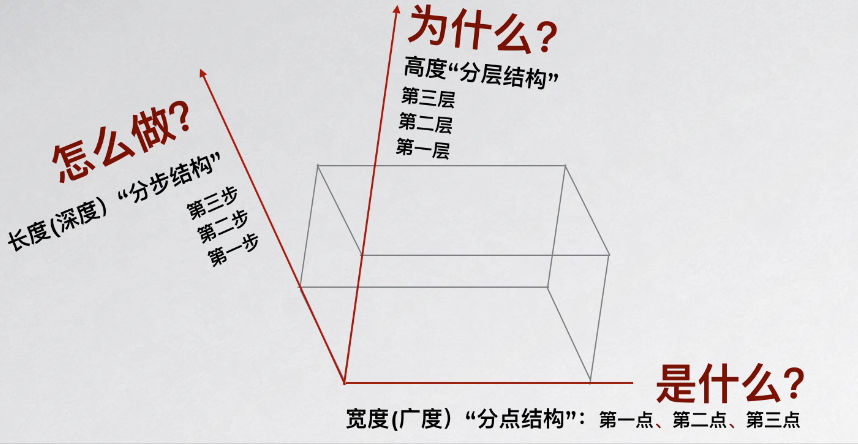 为什么?
高度“分层结构”
第三层
第二层
第一层
怎么做?
长度(深度）“分步结构”
第三步
第二步
第一步
是什么?
宽度(广度）“分点结构”：第一点、第二点、第三点